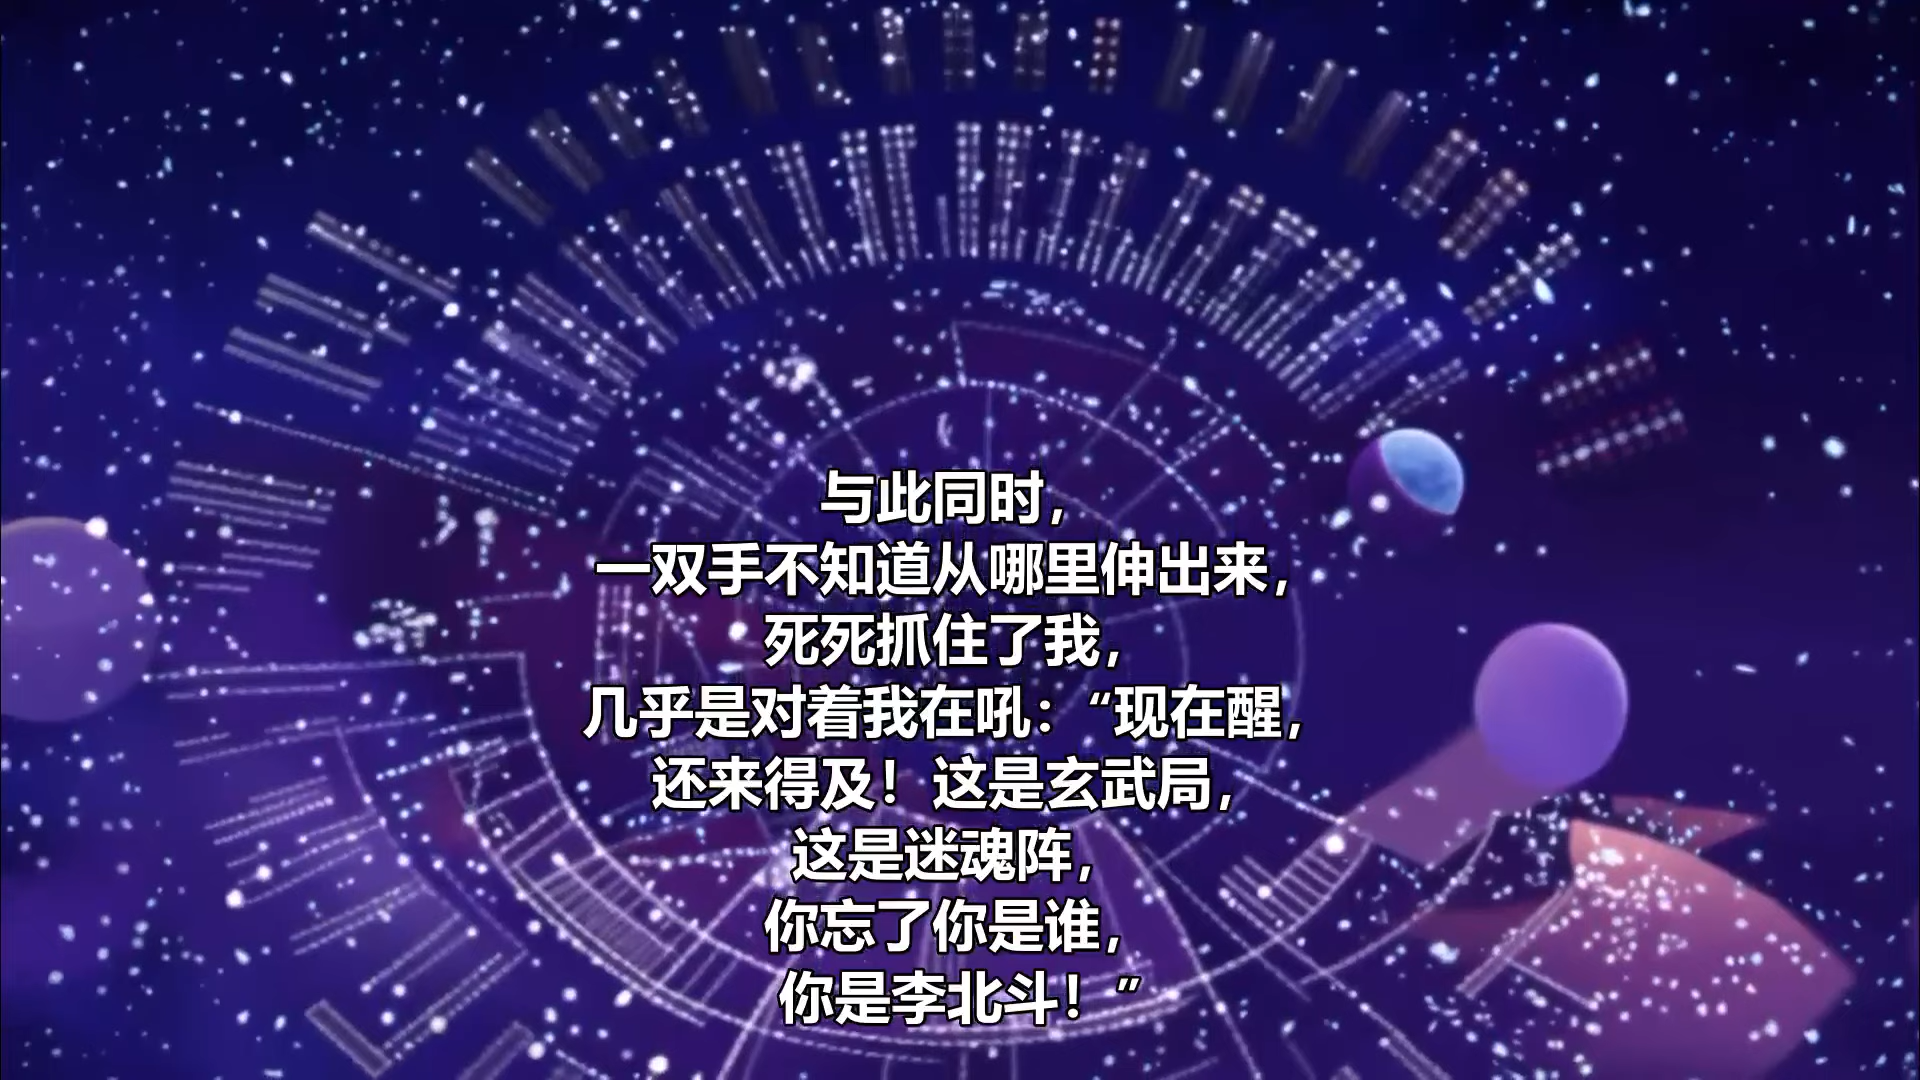 与此同时，
一双手不知道从哪里伸出来，
死死抓住了我，
几乎是对着我在吼：“现在醒，
还来得及！这是玄武局，
这是迷魂阵，
你忘了你是谁，
你是李北斗！”